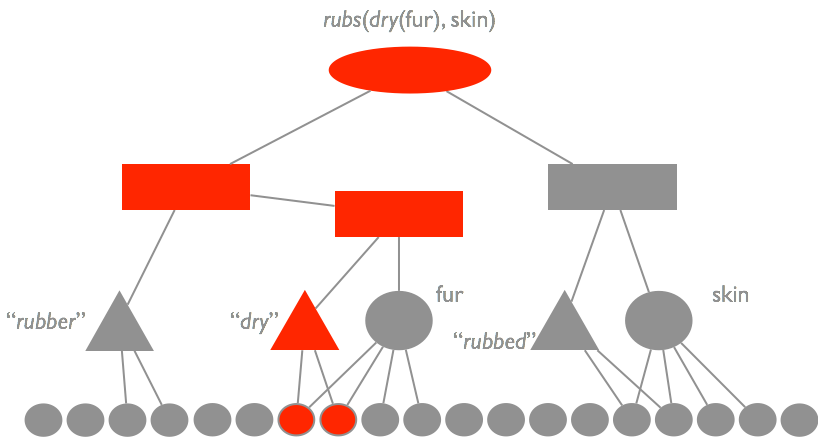 rubs(dry(fur), skin)
fur
skin
“rubber”
“dry”
“rubbed”